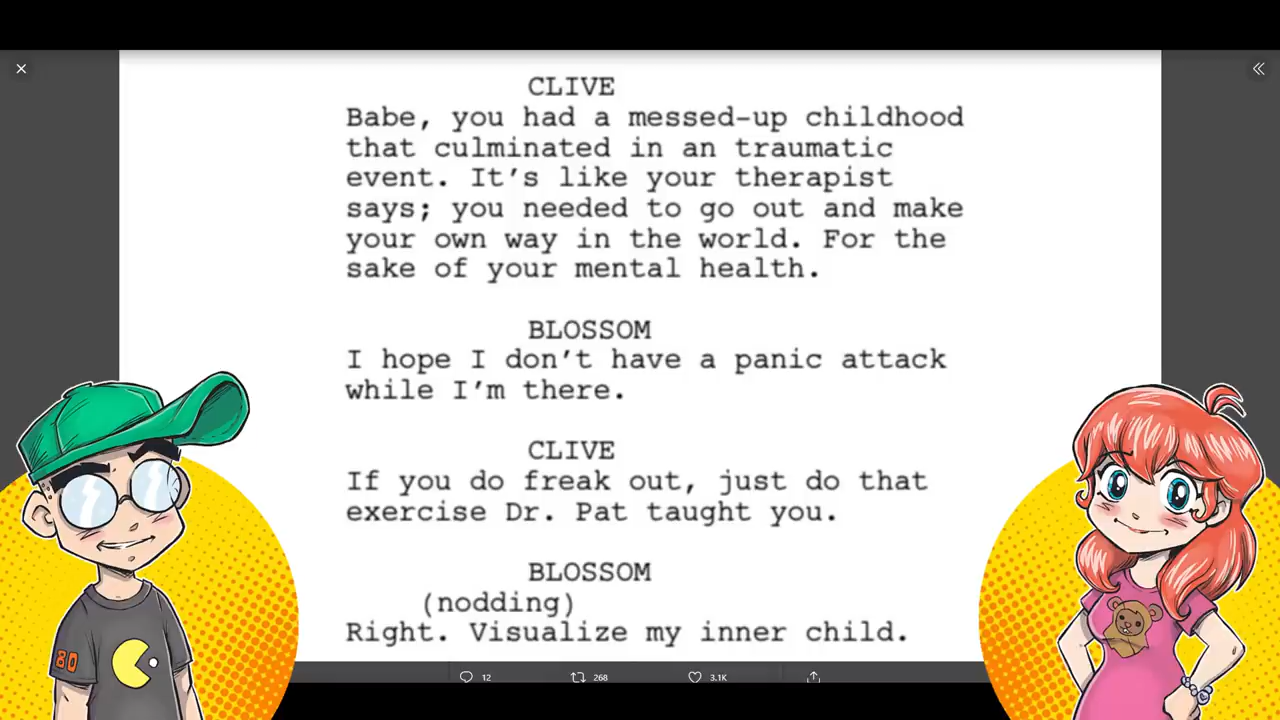 CLIVE
Babe, you had a messed-up childhood
that culminated in an traumatic
event. It's like your therapist
says; you needed to go out and make
your own way in the world. For the
sake of your mental health.
BLOSSOM
I hope I don't have a panic attack
while I'm there.
CLIVE
If you do freak out, just do that
exercise Dr. Pat taught you.
BLOSSOM
(nodding)
Right. Visualize my inner child.
80
12 268 3.1K